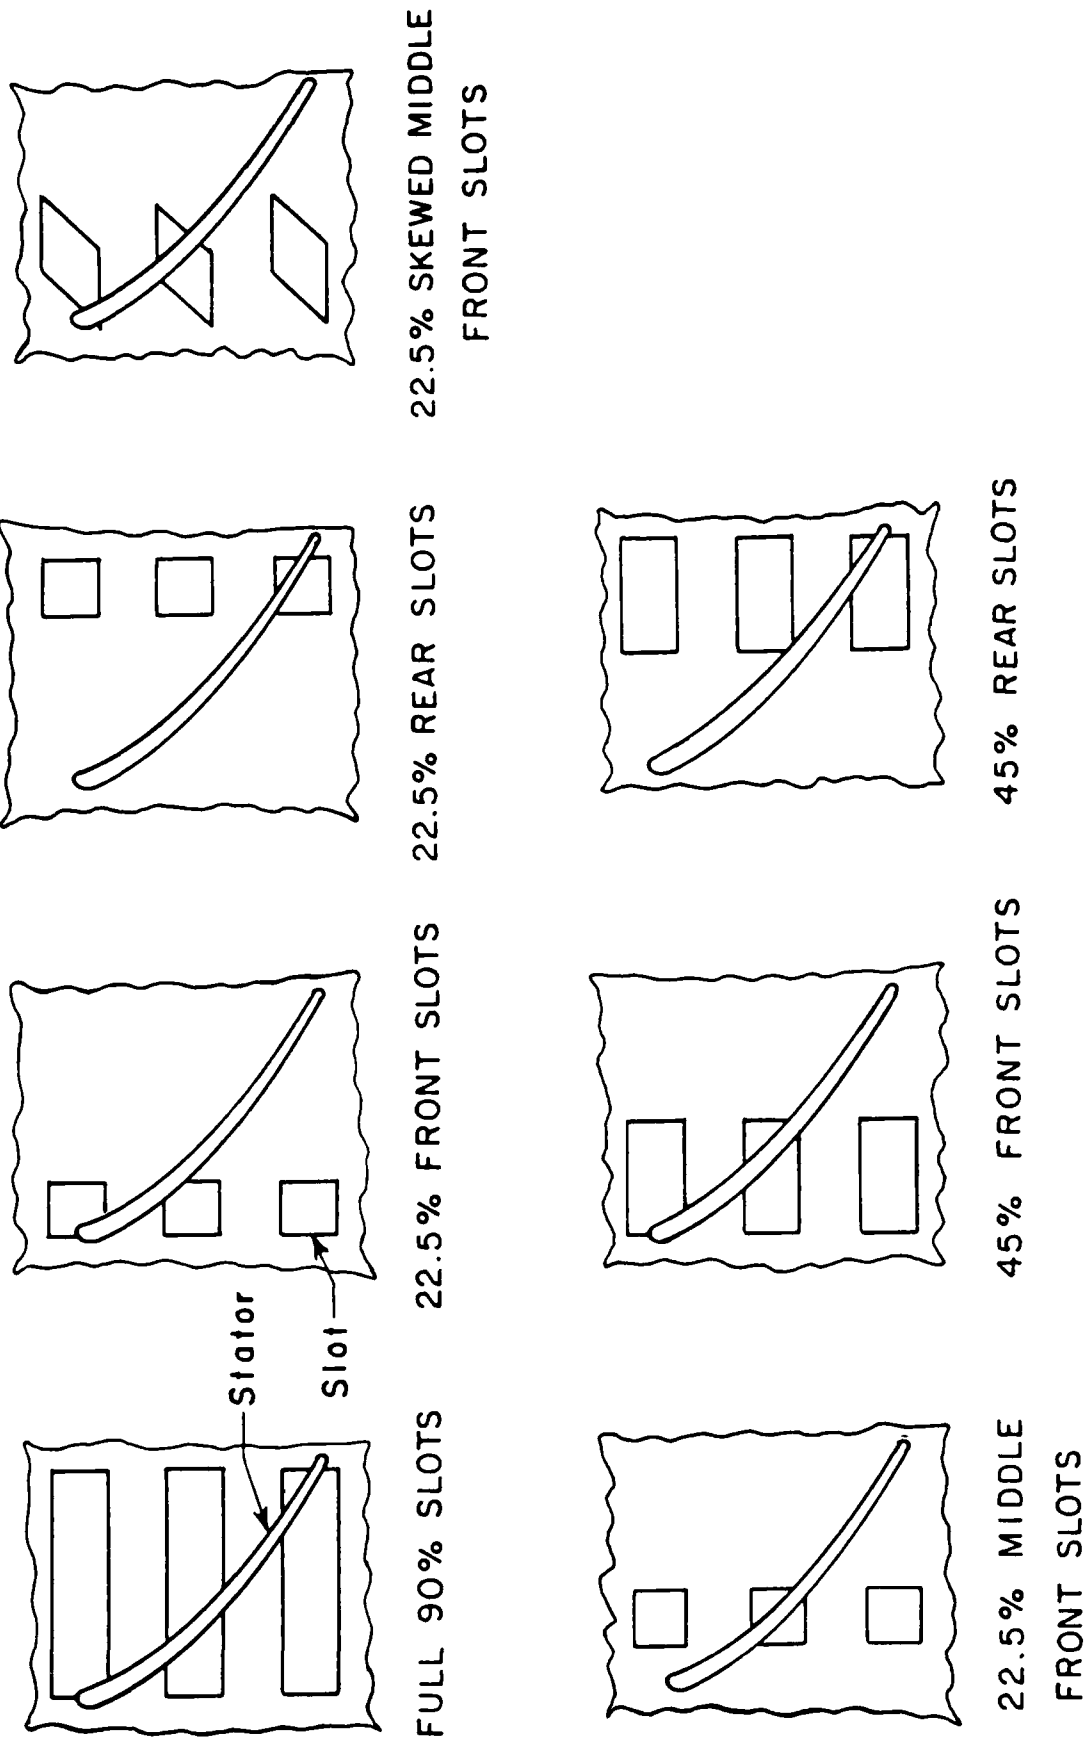 FULL 90% SLOTS
Stator
Slot
22.5% FRONT SLOTS
22.5% REAR SLOTS
22.5% SKEWED MIDDLE
FRONT SLOTS
22.5% MIDDLE
FRONT SLOTS
45% FRONT SLOTS
45% REAR SLOTS